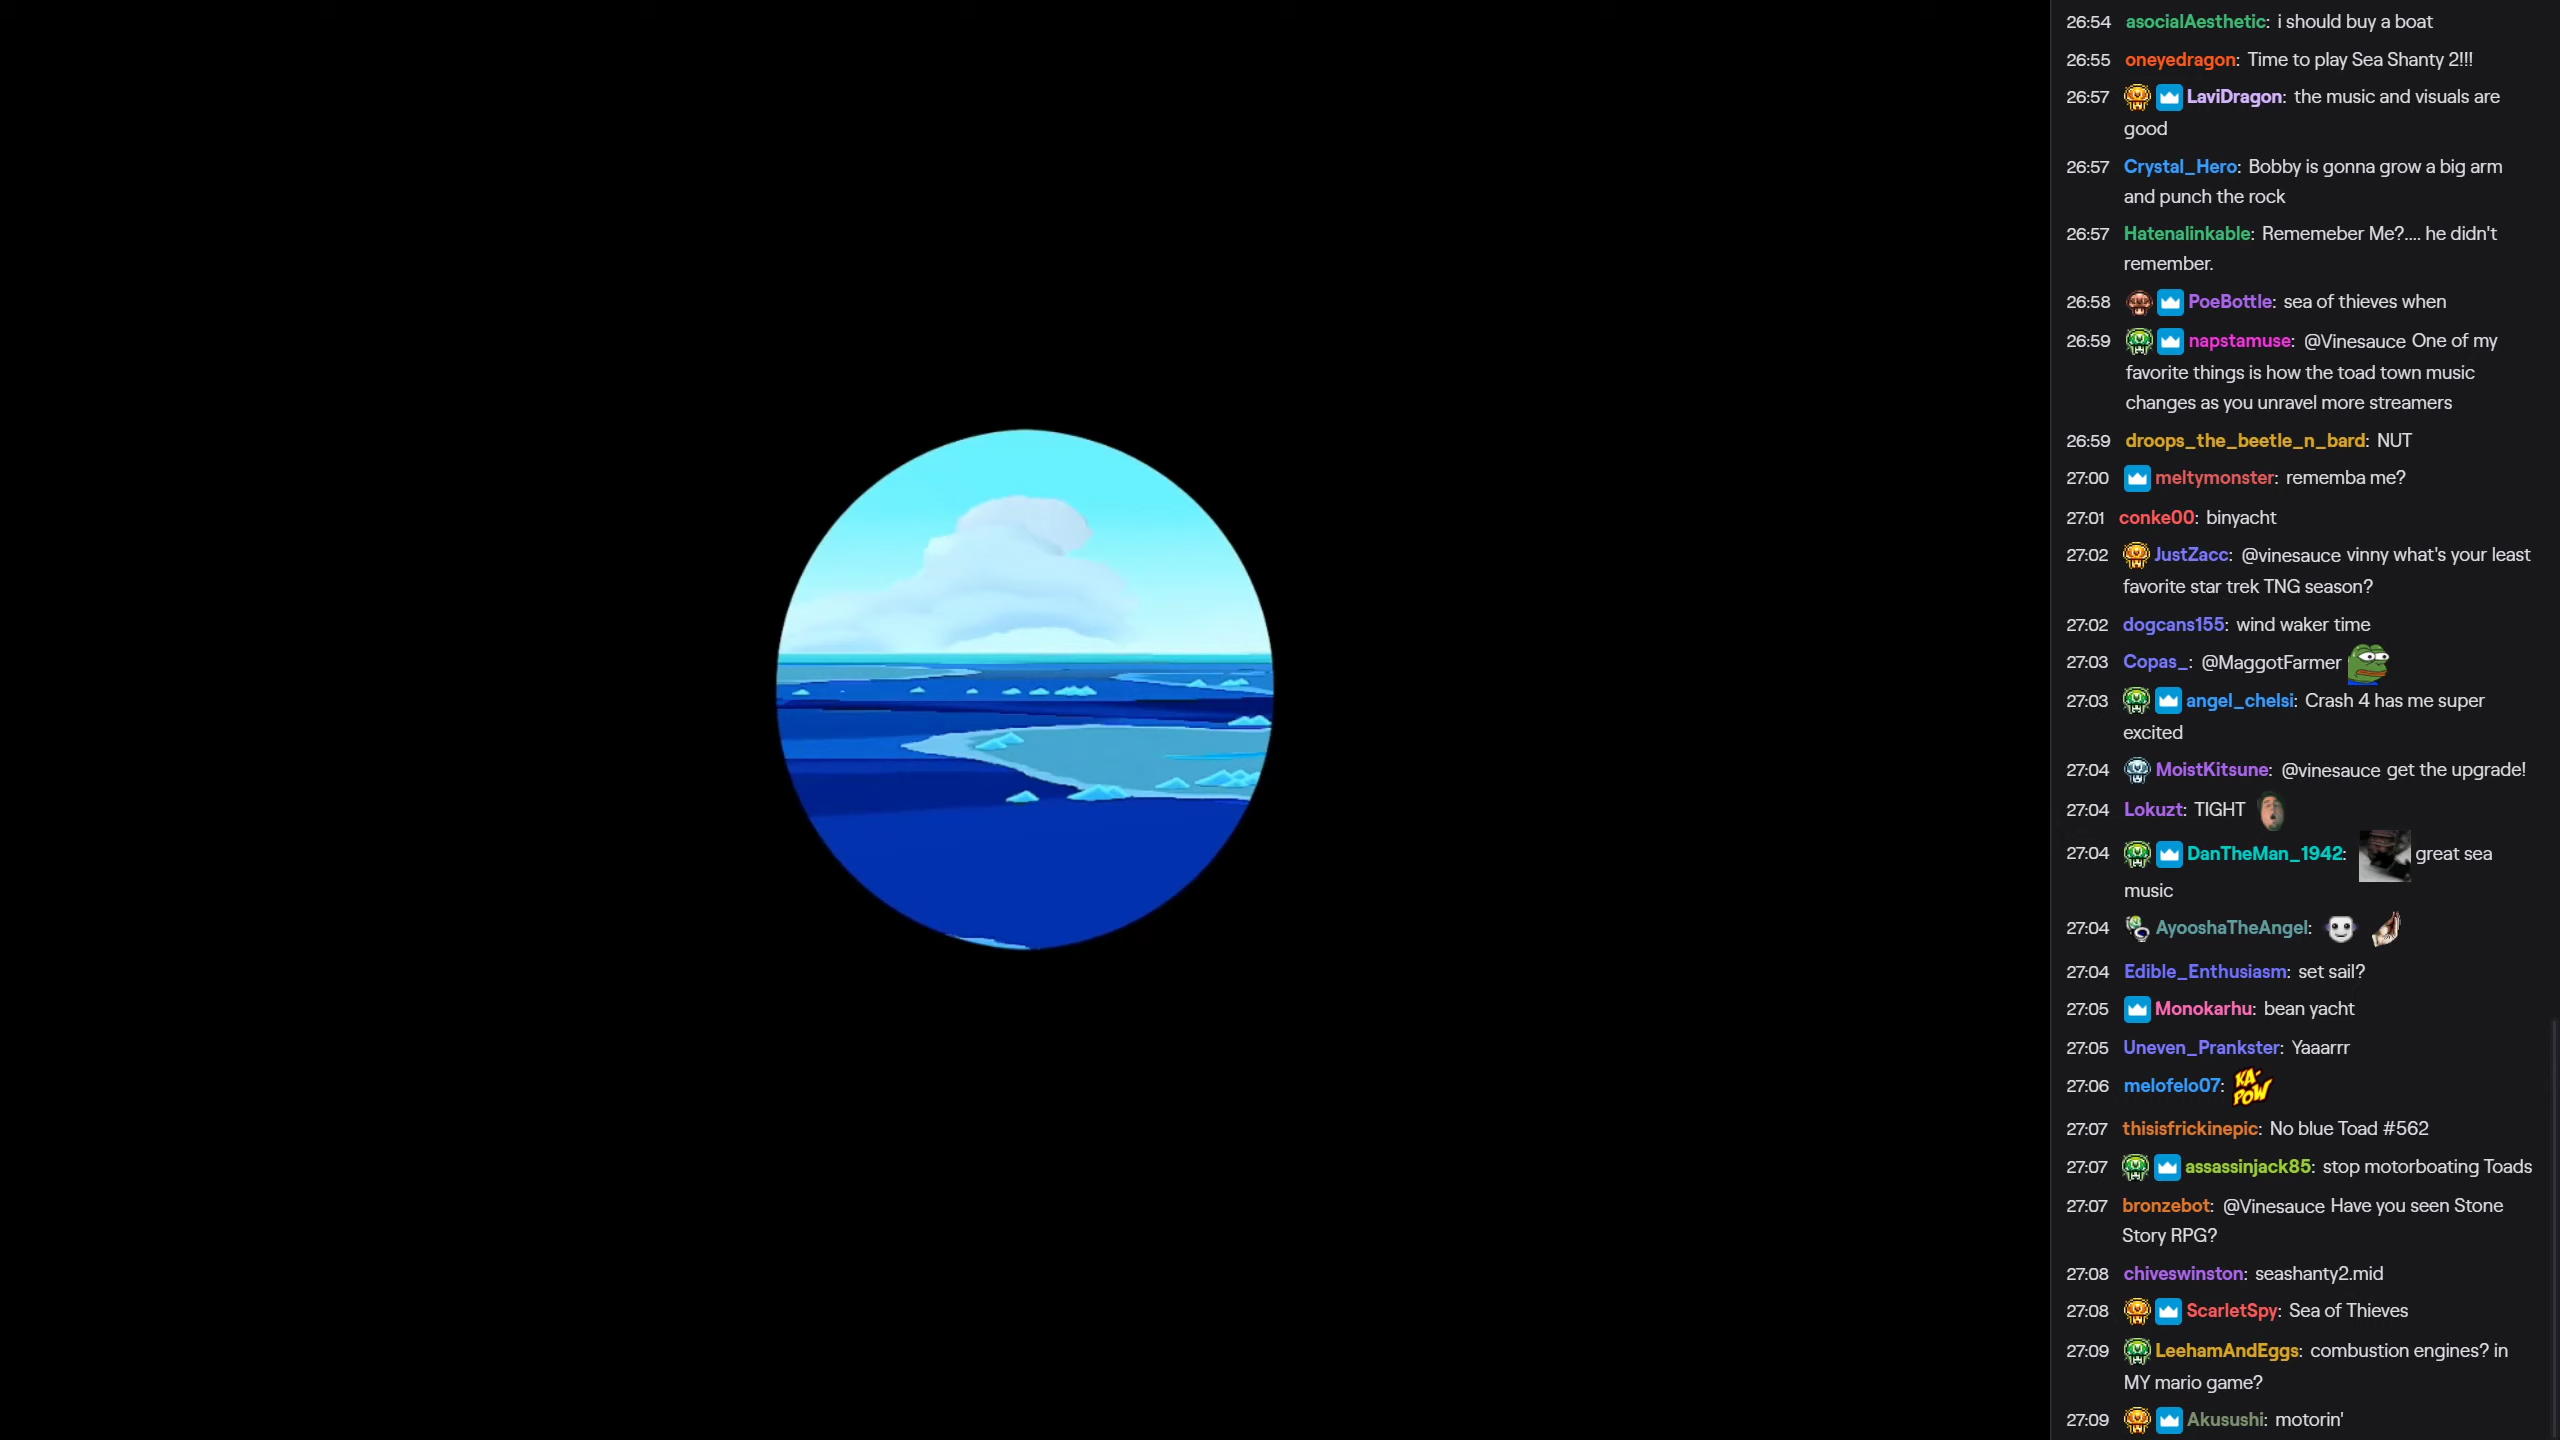 26:54 asocialAesthetic: i should buy a boat
26:55 oneyedragon: Time to play Sea Shanty 2!!!
26:57 LaviDragon: the music and visuals are
good
26:57 Crystal_Hero: Bobby is gonna grow a big arm
and punch the rock
26:57 Hatenalinkable: Rememeber Me?.... he didn't
remember.
26:58 PoeBottle: sea of thieves when
26:59 napstamuse: @Vinesauce One of my
favorite things is how the toad town music
changes as you unravel more streamers
26:59 droops_the_beetle_n_bard: NUT
27:00 meltymonster: rememba me?
27:01 conke00: binyacht
27:02 JustZacc: @vinesauce vinny what's your least
favorite star trek TNG season?
27:02 dogcans155: wind waker time
27:03 Copas_: @MaggotFarmer
27:03 angel_chelsi: Crash 4 has me super
excited
27:04 MoistKitsune: @vinesauce get the upgrade!
27:04 Lokuzt: TIGHT
27:04 DanTheMan_1942: great sea
music
27:04 AyooshaTheAngel:
27:04 Edible_Enthusiasm: set sail?
27:05 Monokarhu: bean yacht
27:05 Uneven_Prankster: Yaaarrr
27:06 melofelo07: KA-
POW
27:07 thisisfrickinepic: No blue Toad #562
27:07 assassinjack85: stop motorboating Toads
27:07 bronzebot: @Vinesauce Have you seen Stone
Story RPG?
27:08 chiveswinston: seashanty2.mid
27:08 ScarletSpy: Sea of Thieves
27:09 LeehamAndEggs: combustion engines? in
MY mario game?
27:09 Akusushi: motorin'